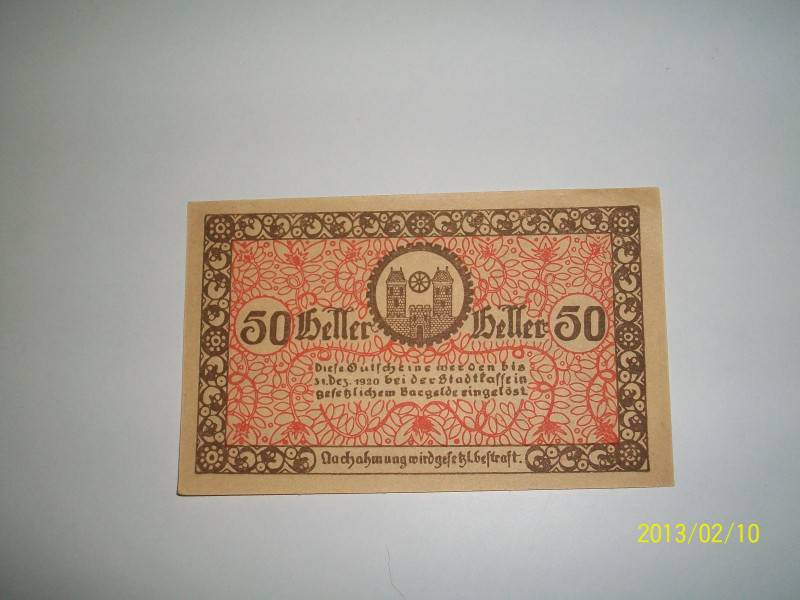 50 Heller Heller 50
Diese Gutscheine werden bis
31. Dez. 1920 bei der Stadtkasse in
gesetzlichem Bargelde eingelöst.
Nachahmung wird gesetzl. bestraft.
2013/02/10